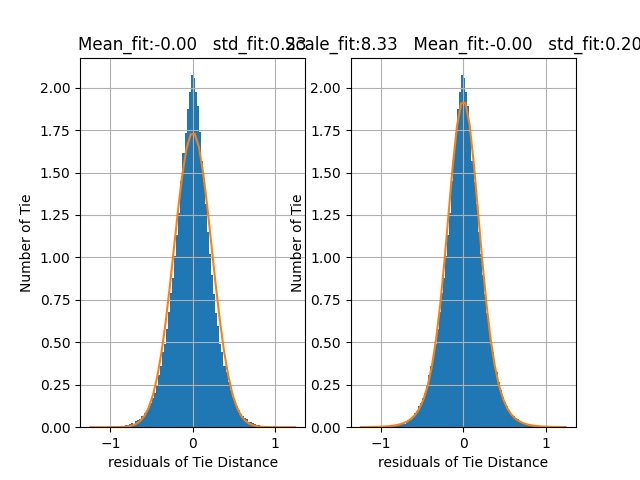 Mean_fit:-0.00 std_fit:0.23
Scale_fit:8.33 Mean_fit:-0.00 std_fit:0.20
Number of Tie
2.00
1.75
1.50
1.25
1.00
0.75
0.50
0.25
0.00
−1 0 1
residuals of Tie Distance
Number of Tie
2.00
1.75
1.50
1.25
1.00
0.75
0.50
0.25
0.00
−1 0 1
residuals of Tie Distance